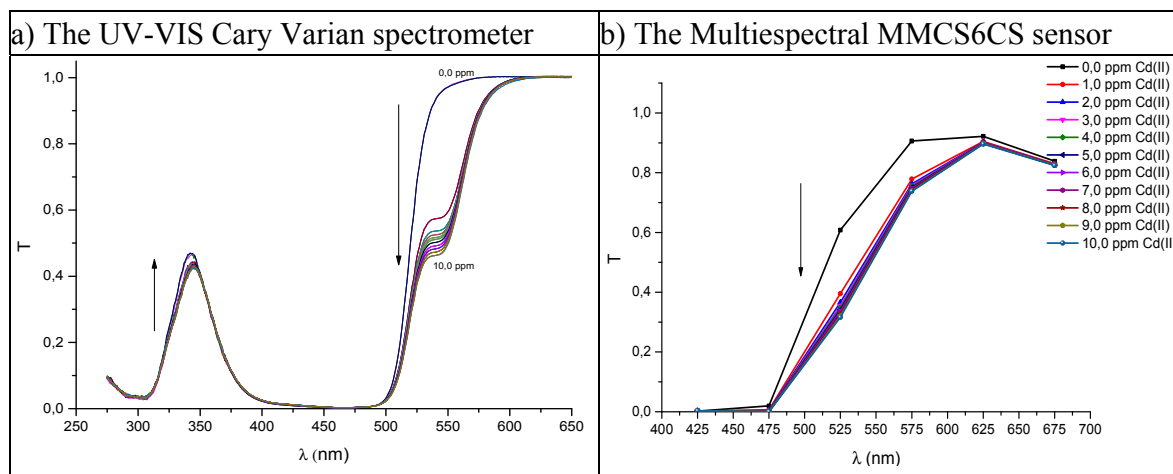 a) The UV-VIS Cary Varian spectrometer
b) The Multiespectral MMCS6CS sensor
0,0 ppm
10,0 ppm
T
1,0
0,8
0,6
0,4
0,2
0,0
250 300 350 400 450 500 550 600 650
λ (nm)
0,0 ppm Cd(II)
1,0 ppm Cd(II)
2,0 ppm Cd(II)
3,0 ppm Cd(II)
4,0 ppm Cd(II)
5,0 ppm Cd(II)
6,0 ppm Cd(II)
7,0 ppm Cd(II)
8,0 ppm Cd(II)
9,0 ppm Cd(II)
10,0 ppm Cd(II
T
1,0
0,8
0,6
0,4
0,2
0,0
400 425 450 475 500 525 550 575 600 625 650 675 700
λ (nm)